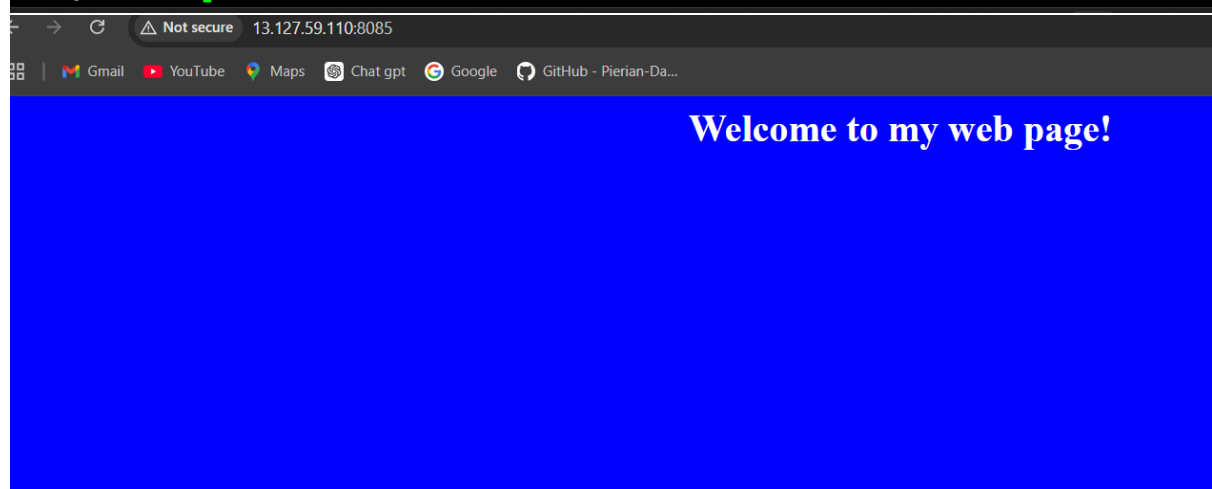 Not secure 13.127.59.110:8085
Gmail YouTube Maps Chat gpt Google GitHub - Pierian-Da...
Welcome to my web page!